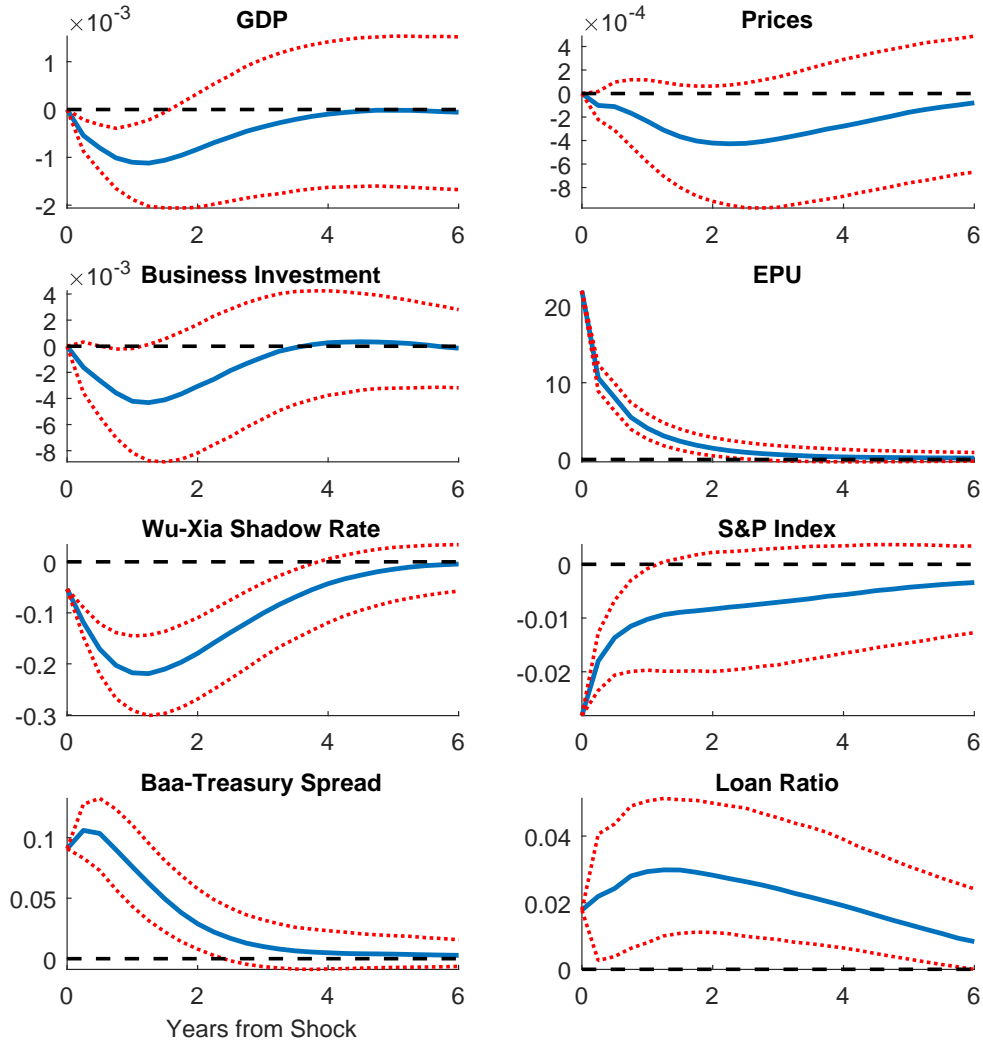 GDP
×10-3
1
0
-1
-2
0 2 4 6
Prices
×10-4
4
2
0
-2
-4
-6
-8
0 2 4 6
Business Investment
×10-3
4
2
0
-2
-4
-6
-8
0 2 4 6
EPU
20
10
0
0 2 4 6
Wu-Xia Shadow Rate
0
-0.1
-0.2
-0.3
0 2 4 6
S&P Index
0
-0.01
-0.02
0 2 4 6
Baa-Treasury Spread
0.1
0.05
0
0 2 4 6
Years from Shock
Loan Ratio
0.04
0.02
0
0 2 4 6